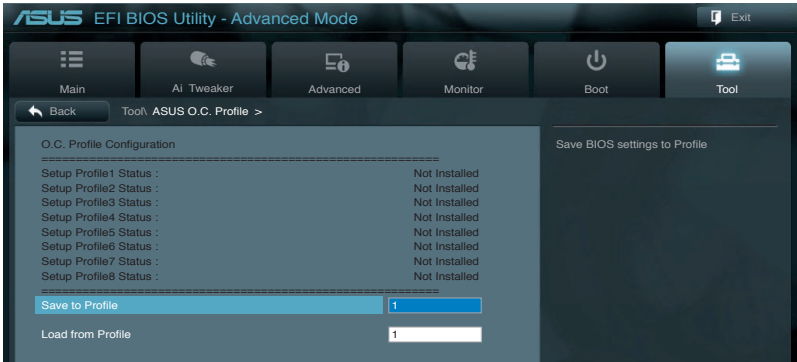 ASUS EFI BIOS Utility - Advanced Mode
Exit
Main Ai Tweaker Advanced Monitor Boot Tool
Back Tool\ ASUS O.C. Profile >
O.C. Profile Configuration
==========================================================
Setup Profile1 Status : Not Installed
Setup Profile2 Status : Not Installed
Setup Profile3 Status : Not Installed
Setup Profile4 Status : Not Installed
Setup Profile5 Status : Not Installed
Setup Profile6 Status : Not Installed
Setup Profile7 Status : Not Installed
Setup Profile8 Status : Not Installed
==========================================================
Save to Profile 1
Load from Profile 1
Save BIOS settings to Profile